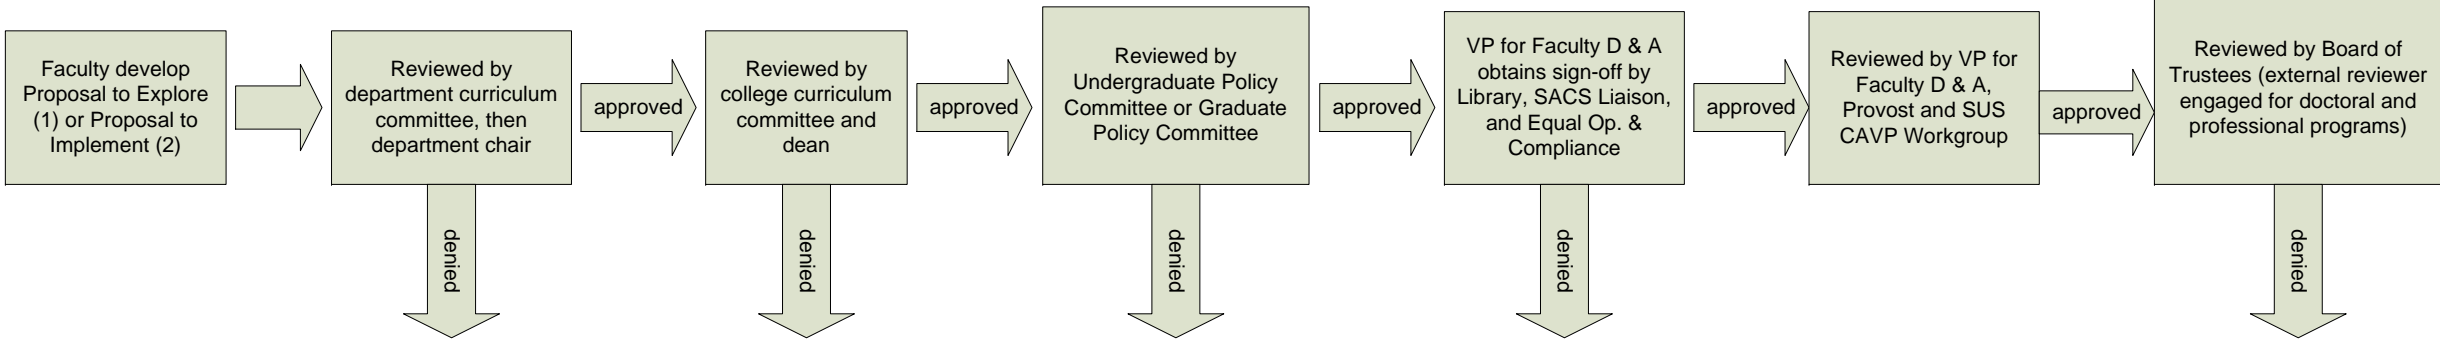 Faculty develop
Proposal to Explore
(1) or Proposal to
Implement (2)
Reviewed by
department curriculum
committee, then
department chair
approved
Reviewed by
college curriculum
committee and
dean
approved
Reviewed by
Undergraduate Policy
Committee or Graduate
Policy Committee
approved
VP for Faculty D & A
obtains sign-off by
Library, SACS Liaison,
and Equal Op. &
Compliance
approved
Reviewed by VP for
Faculty D & A,
Provost and SUS
CAVP Workgroup
approved
Reviewed by Board of
Trustees (external reviewer
engaged for doctoral and
professional programs)
denied
denied
denied
denied
denied